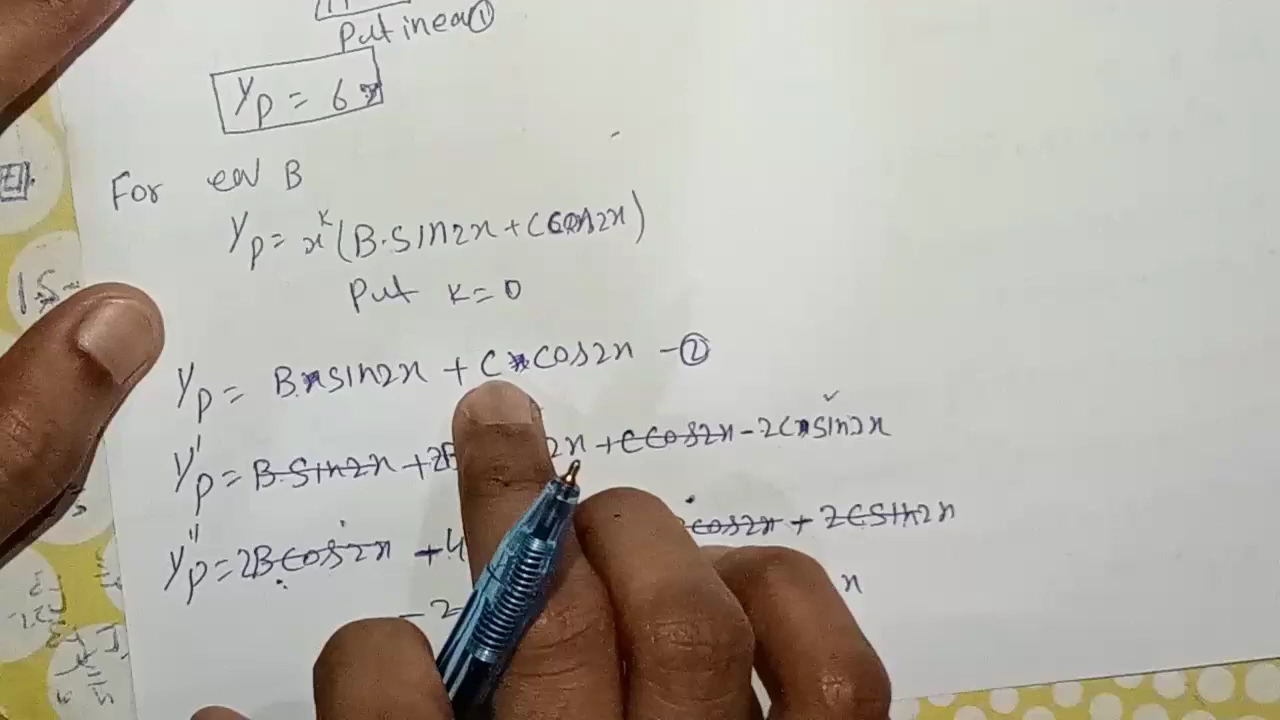 Put in eq ①
Yp = 6
For eq B
Yp = x^k (B.sin2x + C cos2x)
Put k = 0
Yp = B sin2x + C cos2x - ②
Y'p = B.sin2x + 2B 2x + C cos2x - 2C sin2x
Y"p = 2B cos2x + 4 cos2x + 2C sin2x
- 2 x